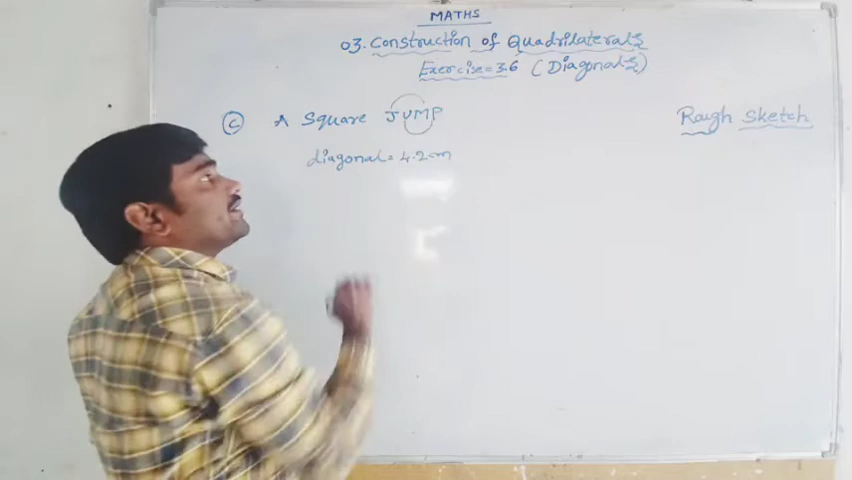 MATHS
03. Construction of Quadrilaterals
Exercise=3.6 (Diagonals)
(c) A Square JUMP
Rough Sketch
diagonal= 4.2cm